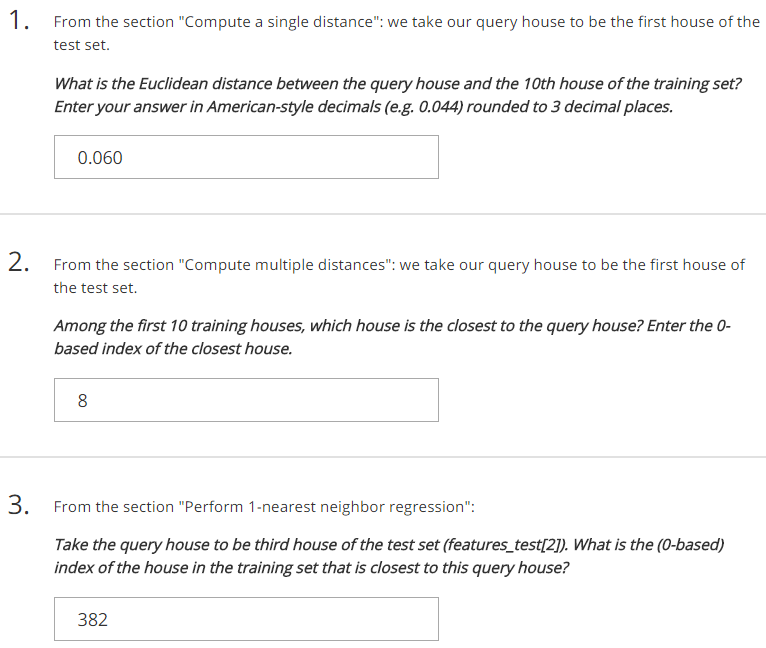 1. From the section "Compute a single distance": we take our query house to be the first house of the
test set.
What is the Euclidean distance between the query house and the 10th house of the training set?
Enter your answer in American-style decimals (e.g. 0.044) rounded to 3 decimal places.
0.060
2. From the section "Compute multiple distances": we take our query house to be the first house of
the test set.
Among the first 10 training houses, which house is the closest to the query house? Enter the 0-
based index of the closest house.
8
3. From the section "Perform 1-nearest neighbor regression":
Take the query house to be third house of the test set (features_test[2]). What is the (0-based)
index of the house in the training set that is closest to this query house?
382